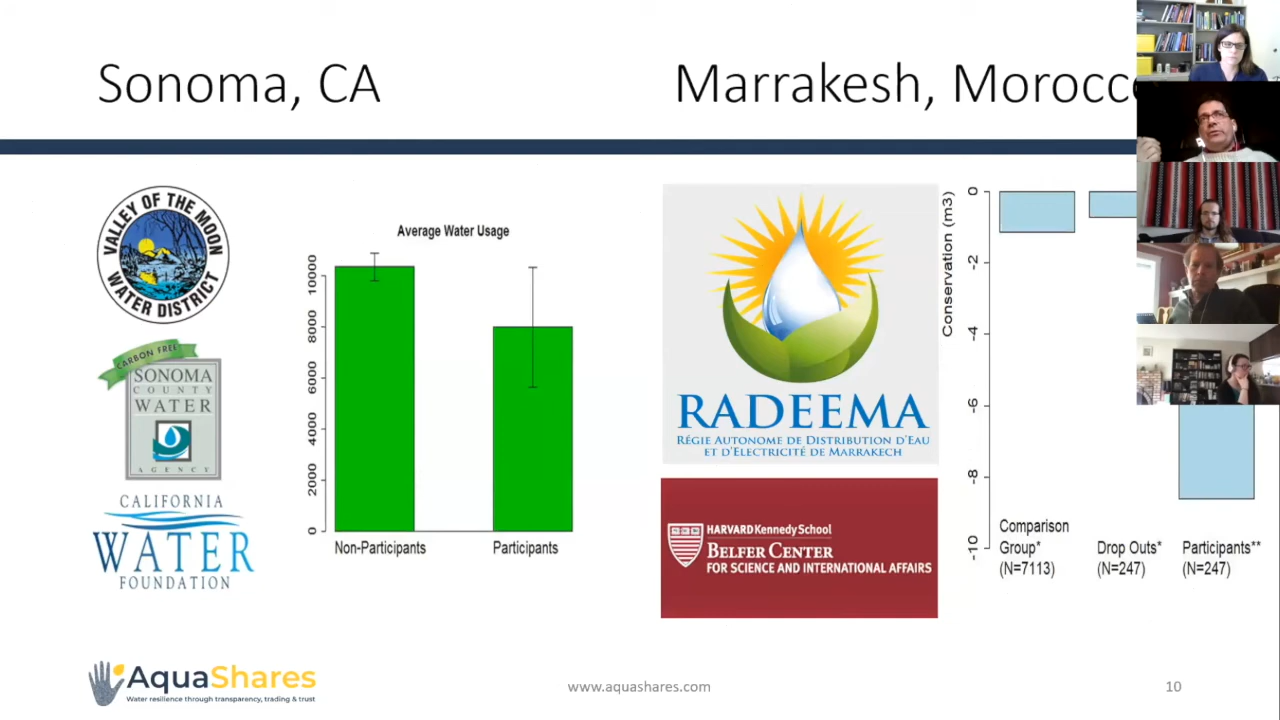 Sonoma, CA
Marrakesh, Morocc
VALLEY OF THE MOON
WATER DISTRICT
CARBON FREE
SONOMA
COUNTY
WATER
AGENCY
CALIFORNIA
WATER
FOUNDATION
Average Water Usage
10000
8000
6000
4000
2000
0
Non-Participants
Participants
RADEEMA
RÉGIE AUTONOME DE DISTRIBUTION D'EAU
ET D'ELECTRICITÉ DE MARRAKECH
HARVARD Kennedy School
BELFER CENTER
FOR SCIENCE AND INTERNATIONAL AFFAIRS
Conservation (m3)
0
-2
-4
-6
-8
-10
Comparison
Group*
(N=7113)
Drop Outs*
(N=247)
Participants**
(N=247)
AquaShares
Water resilience through transparency, trading & trust
www.aquashares.com
10